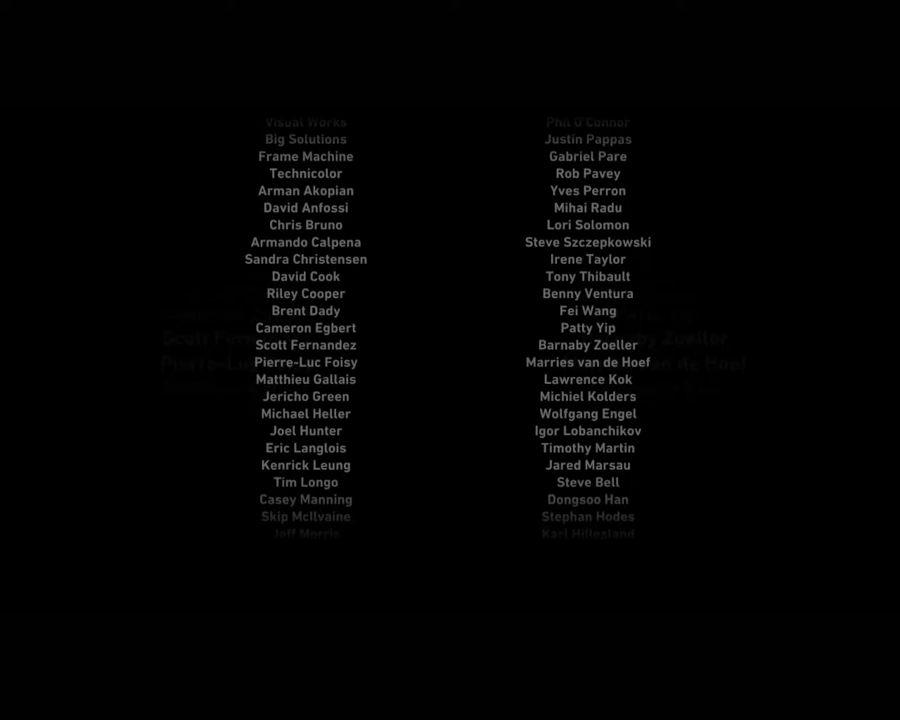 Visual Works
Big Solutions
Frame Machine
Technicolor
Arman Akopian
David Anfossi
Chris Bruno
Armando Calpena
Sandra Christensen
David Cook
Riley Cooper
Brent Dady
Cameron Egbert
Scott Fernandez
Pierre-Luc Foisy
Matthieu Gallais
Jericho Green
Michael Heller
Joel Hunter
Eric Langlois
Kenrick Leung
Tim Longo
Casey Manning
Skip McIlvaine
Jeff Morris
Phil O'Connor
Justin Pappas
Gabriel Pare
Rob Pavey
Yves Perron
Mihai Radu
Lori Solomon
Steve Szczepkowski
Irene Taylor
Tony Thibault
Benny Ventura
Fei Wang
Patty Yip
Barnaby Zoeller
Marries van de Hoef
Lawrence Kok
Michiel Kolders
Wolfgang Engel
Igor Lobanchikov
Timothy Martin
Jared Marsau
Steve Bell
Dongsoo Han
Stephan Hodes
Karl Hillesland